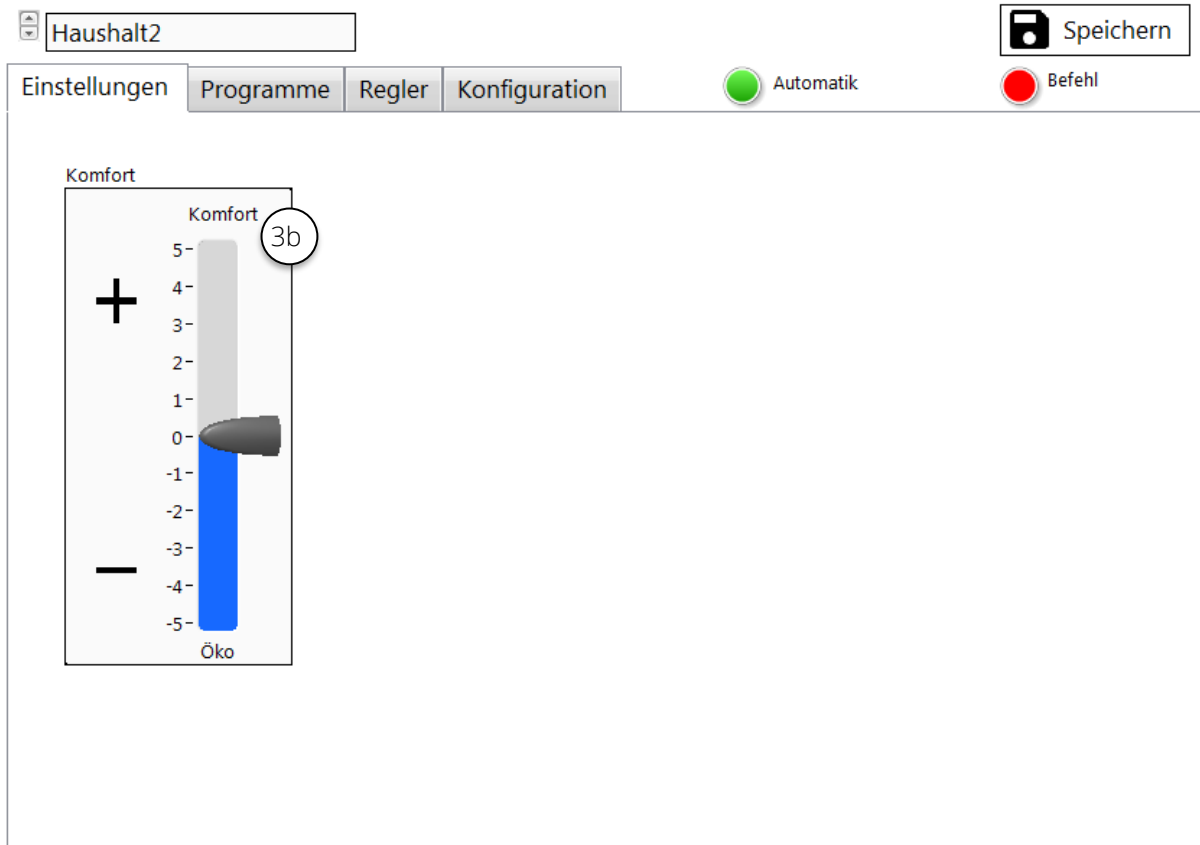 Haushalt2
Speichern
Einstellungen Programme Regler Konfiguration
Automatik
Befehl
Komfort
Komfort
3b
5
4
3
2
1
0
-1
-2
-3
-4
-5
Öko